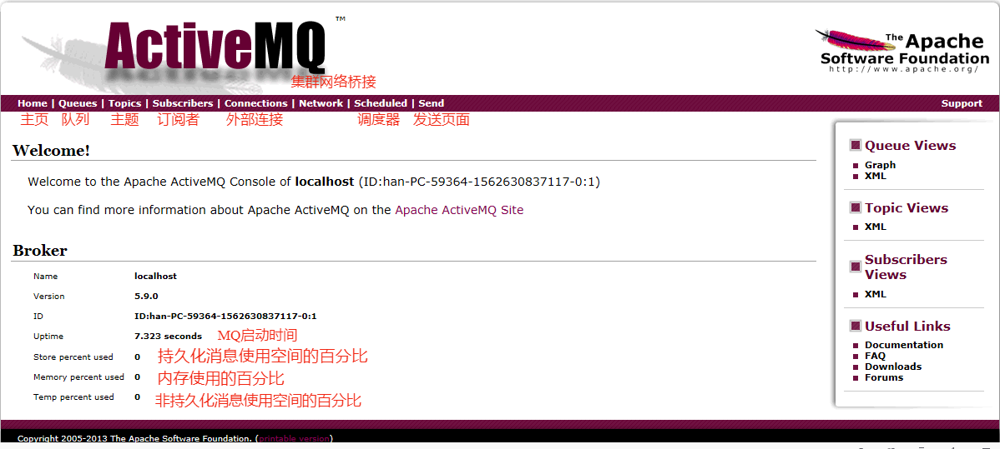 ActiveMQ ™
The Apache
Software Foundation
http://www.apache.org/
集群网络桥接
Home | Queues | Topics | Subscribers | Connections | Network | Scheduled | Send
Support
主页 队列 主题 订阅者 外部连接 调度器 发送页面
Welcome!
Welcome to the Apache ActiveMQ Console of localhost (ID:han-PC-59364-1562630837117-0:1)
You can find more information about Apache ActiveMQ on the Apache ActiveMQ Site
Broker
Name localhost
Version 5.9.0
ID ID:han-PC-59364-1562630837117-0:1
Uptime 7.323 seconds MQ启动时间
Store percent used 0 持久化消息使用空间的百分比
Memory percent used 0 内存使用的百分比
Temp percent used 0 非持久化消息使用空间的百分比
Queue Views
Graph
XML
Topic Views
XML
Subscribers
Views
XML
Useful Links
Documentation
FAQ
Downloads
Forums
Copyright 2005-2013 The Apache Software Foundation. (printable version)